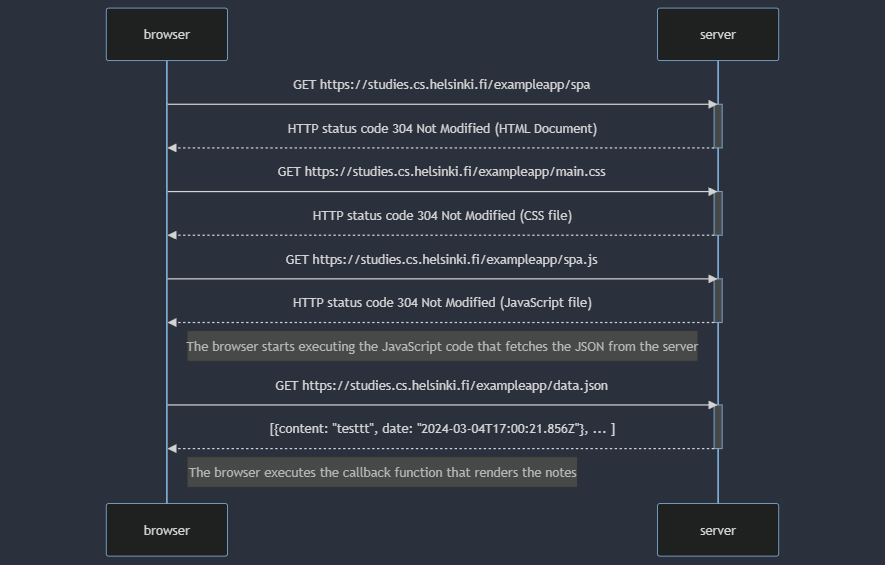 browser
server
GET https://studies.cs.helsinki.fi/exampleapp/spa
HTTP status code 304 Not Modified (HTML Document)
GET https://studies.cs.helsinki.fi/exampleapp/main.css
HTTP status code 304 Not Modified (CSS file)
GET https://studies.cs.helsinki.fi/exampleapp/spa.js
HTTP status code 304 Not Modified (JavaScript file)
The browser starts executing the JavaScript code that fetches the JSON from the server
GET https://studies.cs.helsinki.fi/exampleapp/data.json
[{content: "testtt", date: "2024-03-04T17:00:21.856Z"}, ... ]
The browser executes the callback function that renders the notes
browser
server